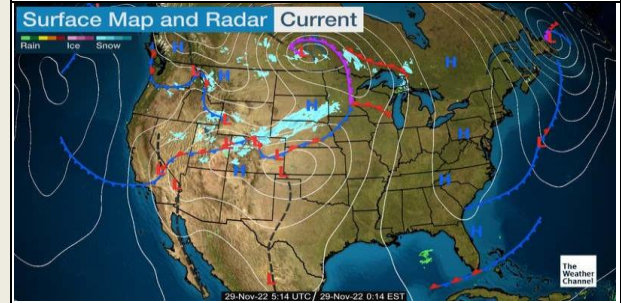 Surface Map and Radar Current
Rain Ice Snow
H
L
H
L
H
L
H
L
H
L
L
L
H
L
L
H
L
L
H
H
L
The
Weather
Channel
29-Nov-22 5:14 UTC / 29-Nov-22 0:14 EST